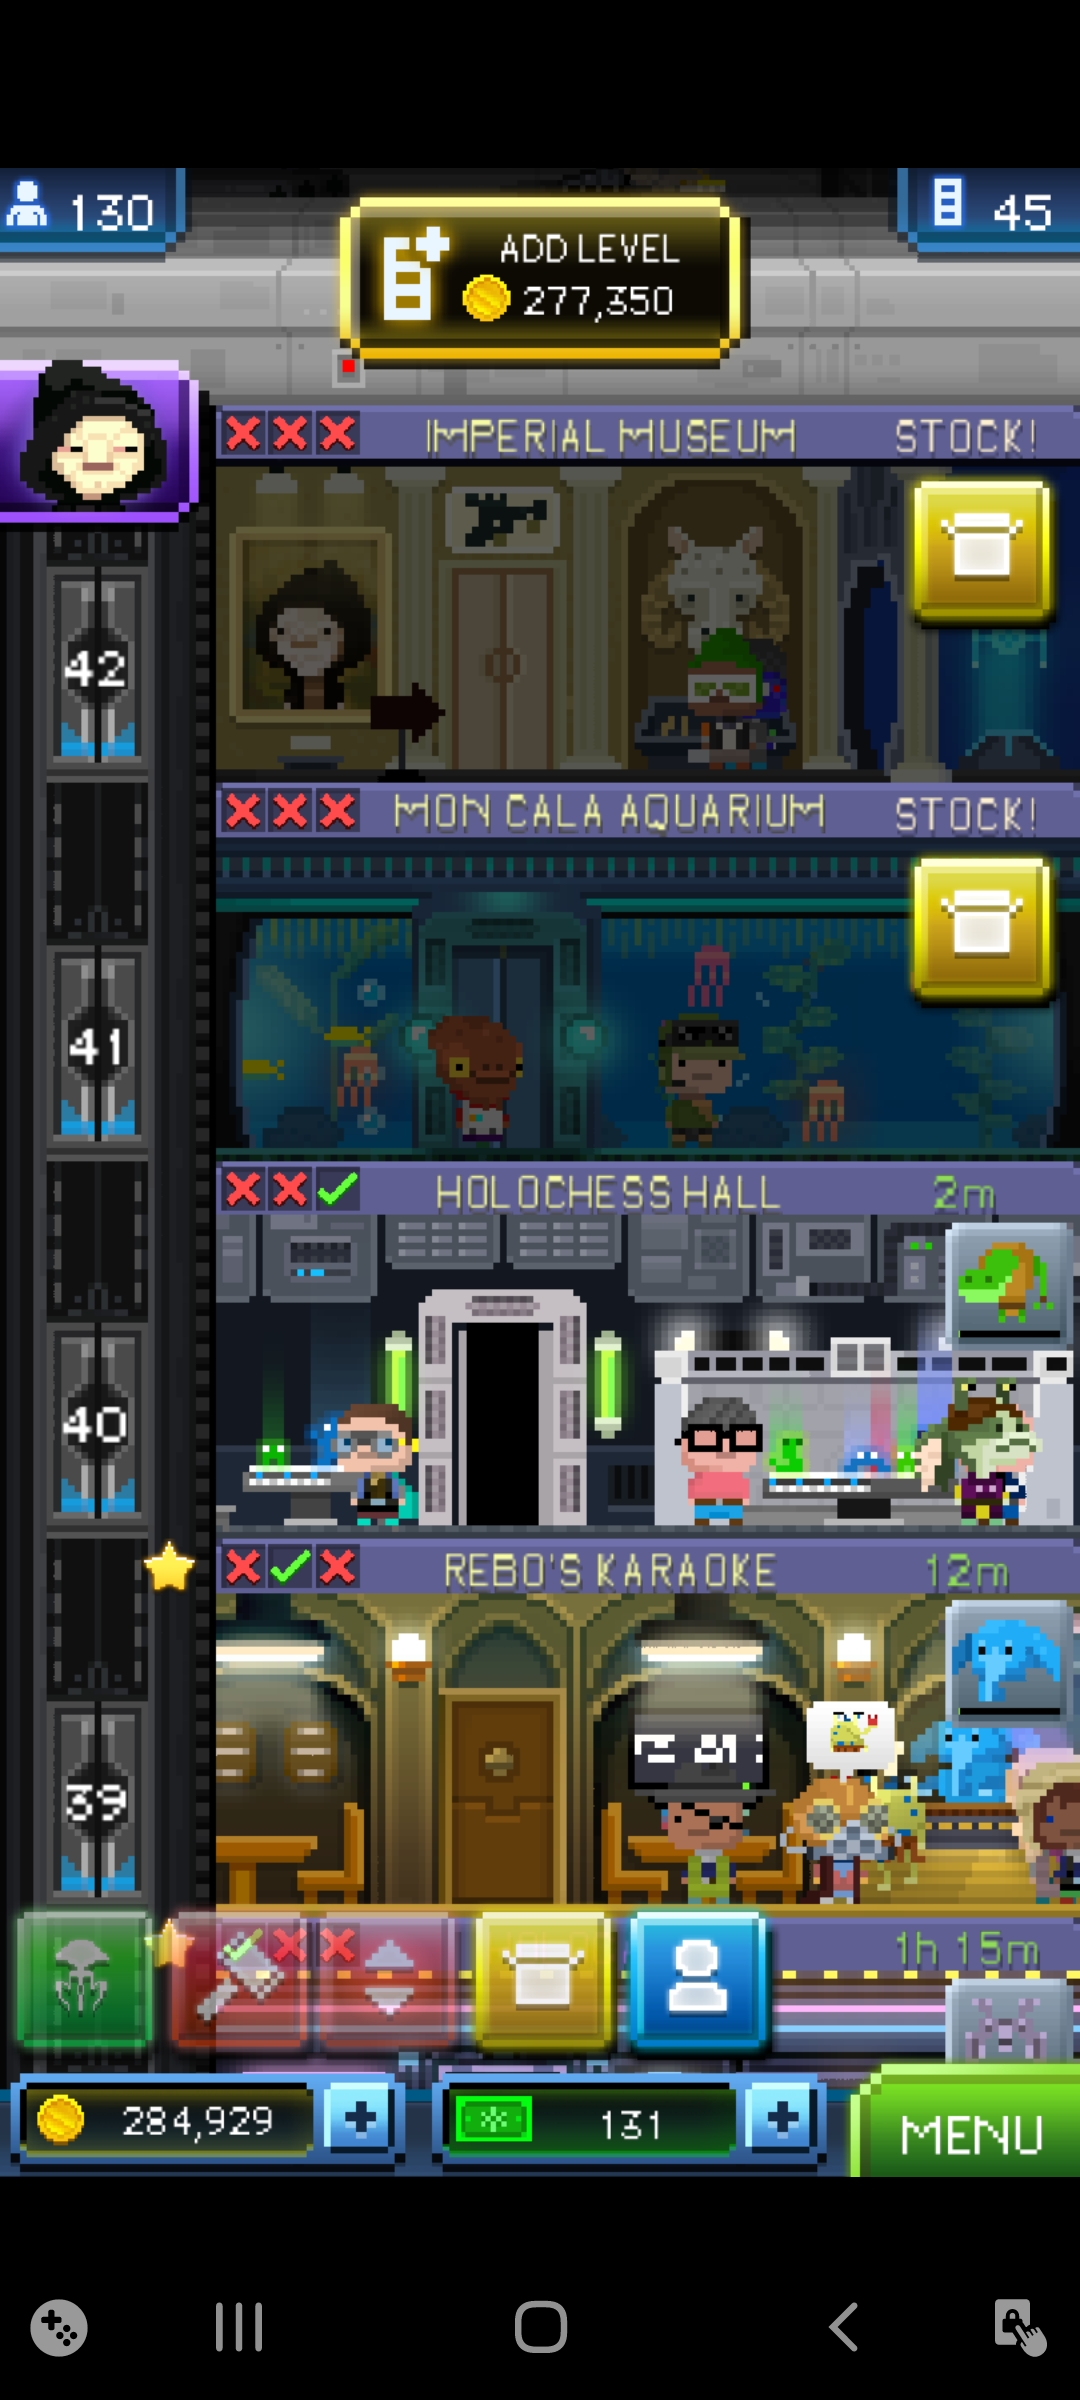 130
ADD LEVEL
277,350
45
IMPERIAL MUSEUM STOCK!
42
MON CALA AQUARIUM STOCK!
41
HOLOCHESS HALL 2m
40
REBO'S KARAOKE 12m
39
1h 15m
284,929
131
MENU